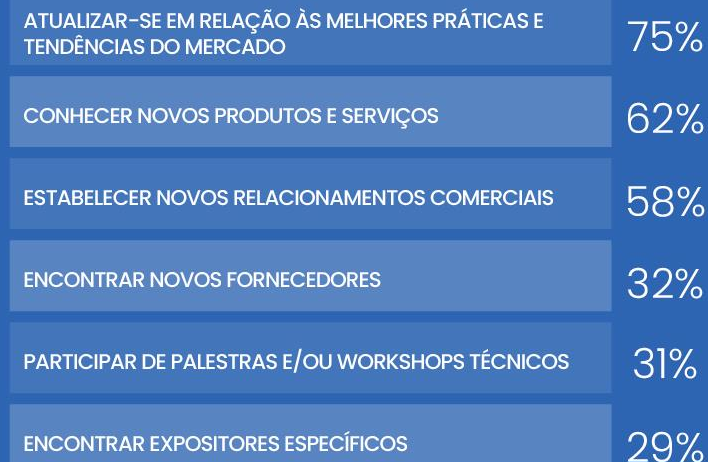 ATUALIZAR-SE EM RELAÇÃO ÀS MELHORES PRÁTICAS E
TENDÊNCIAS DO MERCADO
75%
CONHECER NOVOS PRODUTOS E SERVIÇOS
62%
ESTABELECER NOVOS RELACIONAMENTOS COMERCIAIS
58%
ENCONTRAR NOVOS FORNECEDORES
32%
PARTICIPAR DE PALESTRAS E/OU WORKSHOPS TÉCNICOS
31%
ENCONTRAR EXPOSITORES ESPECÍFICOS
29%